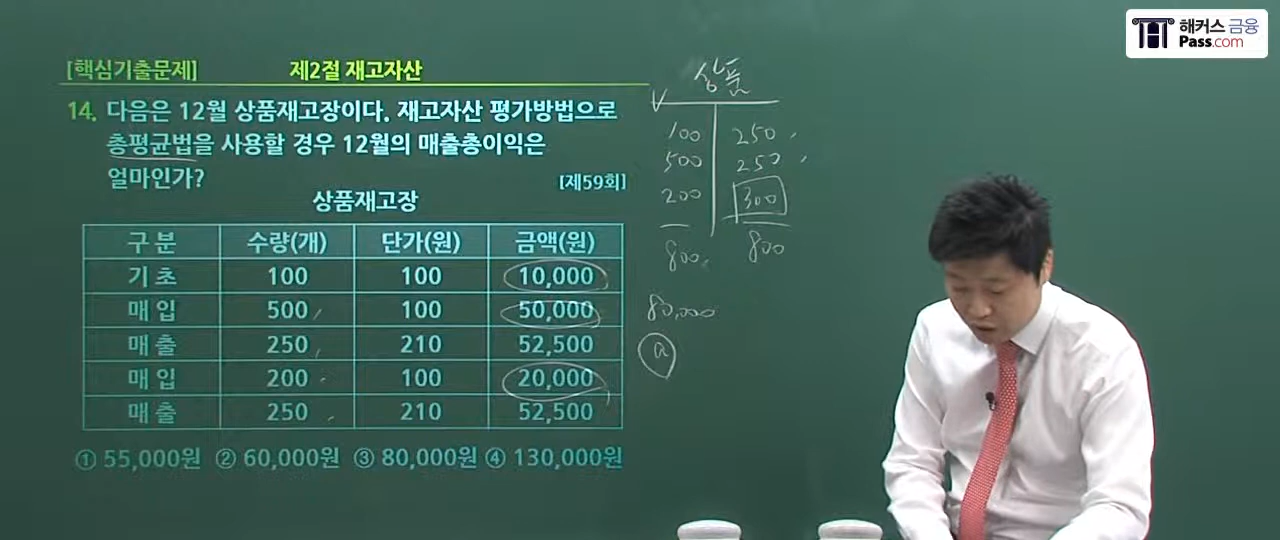 해커스 금융
Pass.com
[핵심기출문제] 제2절 재고자산
14. 다음은 12월 상품재고장이다. 재고자산 평가방법으로
총평균법을 사용할 경우 12월의 매출총이익은
얼마인가?
[제59회]
상품재고장
구 분 수량(개) 단가(원) 금액(원)
기 초 100 100 10,000
매 입 500 100 50,000
매 출 250 210 52,500
매 입 200 100 20,000
매 출 250 210 52,500
① 55,000원 ② 60,000원 ③ 80,000원 ④ 130,000원
상품
100 250
500 250
200 300
800 800
80,000
@